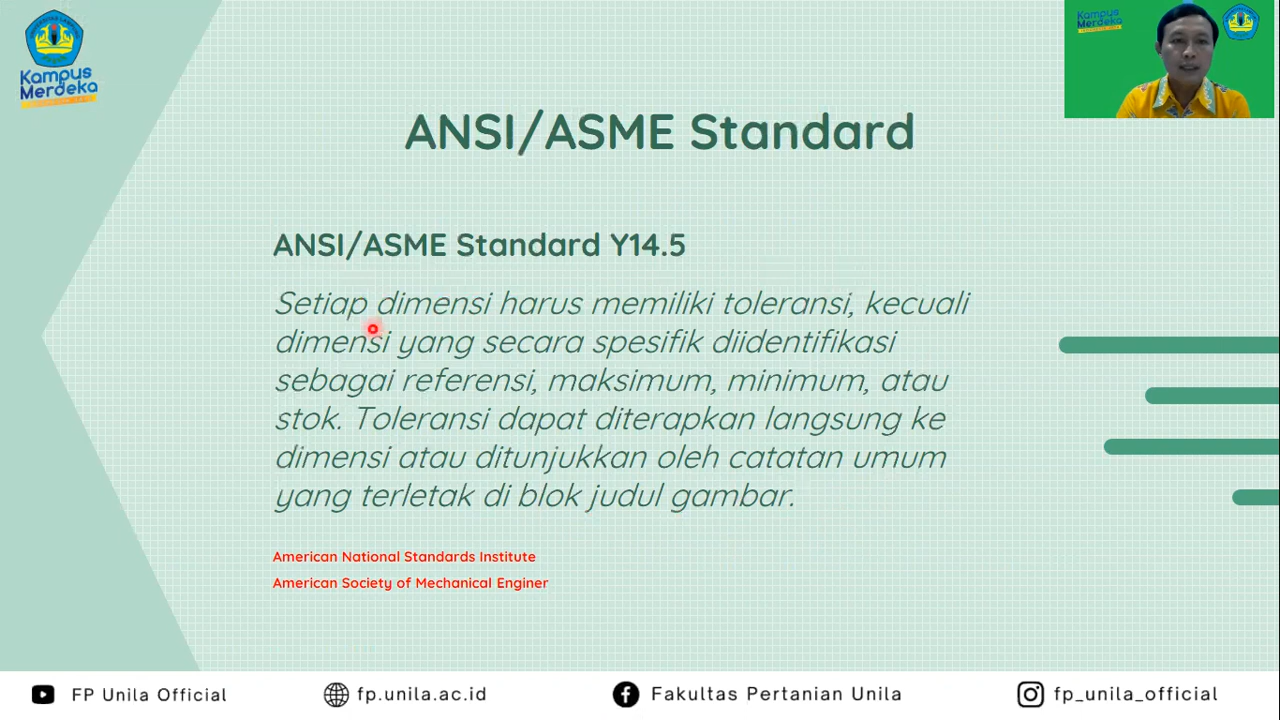 Kampus
Merdeka
Kampus
Merdeka
ANSI/ASME Standard
ANSI/ASME Standard Y14.5
Setiap dimensi harus memiliki toleransi, kecuali
dimensi yang secara spesifik diidentifikasi
sebagai referensi, maksimum, minimum, atau
stok. Toleransi dapat diterapkan langsung ke
dimensi atau ditunjukkan oleh catatan umum
yang terletak di blok judul gambar.
American National Standards Institute
American Society of Mechanical Enginer
FP Unila Official
fp.unila.ac.id
Fakultas Pertanian Unila
fp_unila_official